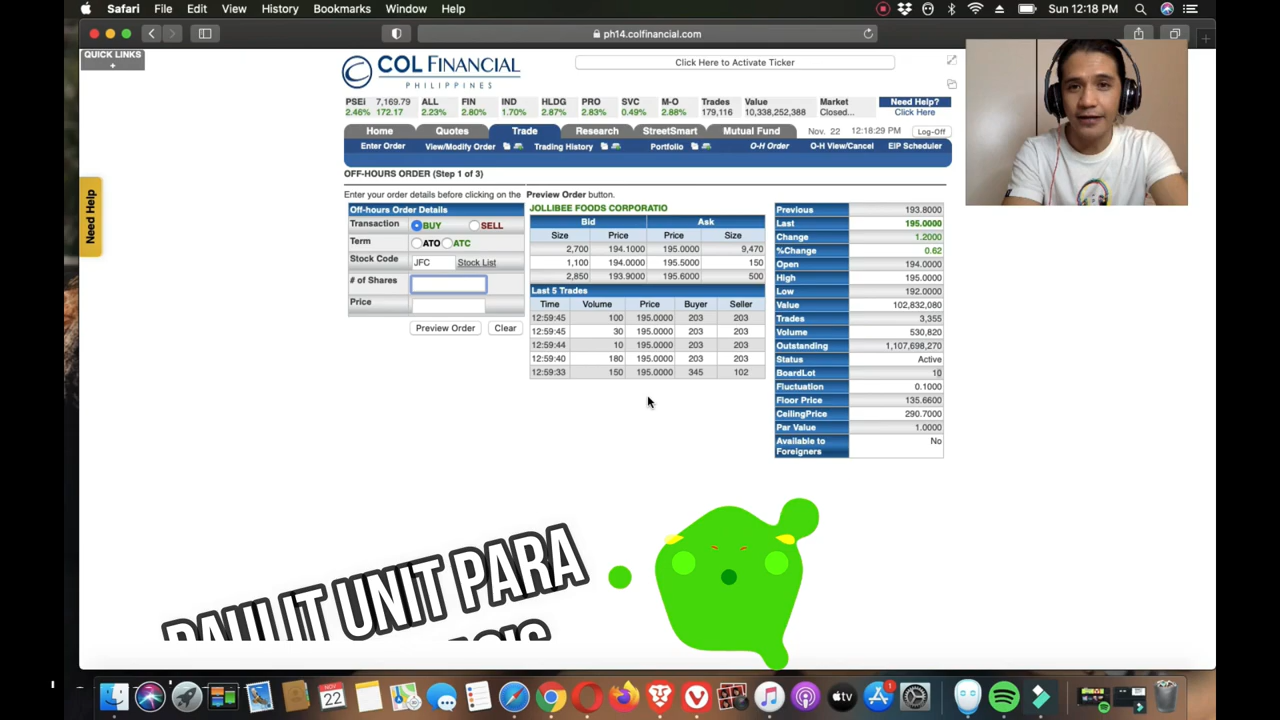 Safari File Edit View History Bookmarks Window Help Sun 12:18 PM
ph14.colfinancial.com
QUICK LINKS
+
COL FINANCIAL
PHILIPPINES
Click Here to Activate Ticker
PSEi 7,169.79 ALL FIN IND HLDG PRO SVC M-O Trades Value Market Need Help?
2.46% 172.17 2.23% 2.80% 1.70% 2.87% 2.83% 0.49% 2.88% 179,116 10,338,252,388 Closed... Click Here
Home Quotes Trade Research StreetSmart Mutual Fund Nov. 22 12:18:29 PM Log-Off
Enter Order View/Modify Order Trading History Portfolio O-H Order O-H View/Cancel EIP Scheduler
OFF-HOURS ORDER (Step 1 of 3)
Enter your order details before clicking on the Preview Order button.
Off-hours Order Details
Transaction BUY SELL
Term ATO ATC
Stock Code JFC Stock List
# of Shares
Price
Preview Order Clear
JOLLIBEE FOODS CORPORATIO
Bid Ask
Size Price Price Size
2,700 194.1000 195.0000 9,470
1,100 194.0000 195.5000 150
2,850 193.9000 195.6000 500
Last 5 Trades
Time Volume Price Buyer Seller
12:59:45 100 195.0000 203 203
12:59:45 30 195.0000 203 203
12:59:44 10 195.0000 203 203
12:59:40 180 195.0000 203 203
12:59:33 150 195.0000 345 102
Previous 193.8000
Last 195.0000
Change 1.2000
%Change 0.62
Open 194.0000
High 195.0000
Low 192.0000
Value 102,832,080
Trades 3,355
Volume 530,820
Outstanding 1,107,698,270
Status Active
BoardLot 10
Fluctuation 0.1000
Floor Price 135.6600
CeilingPrice 290.7000
Par Value 1.0000
Available to Foreigners No
Need Help
UNIT PARA
NOV
22
tv
1